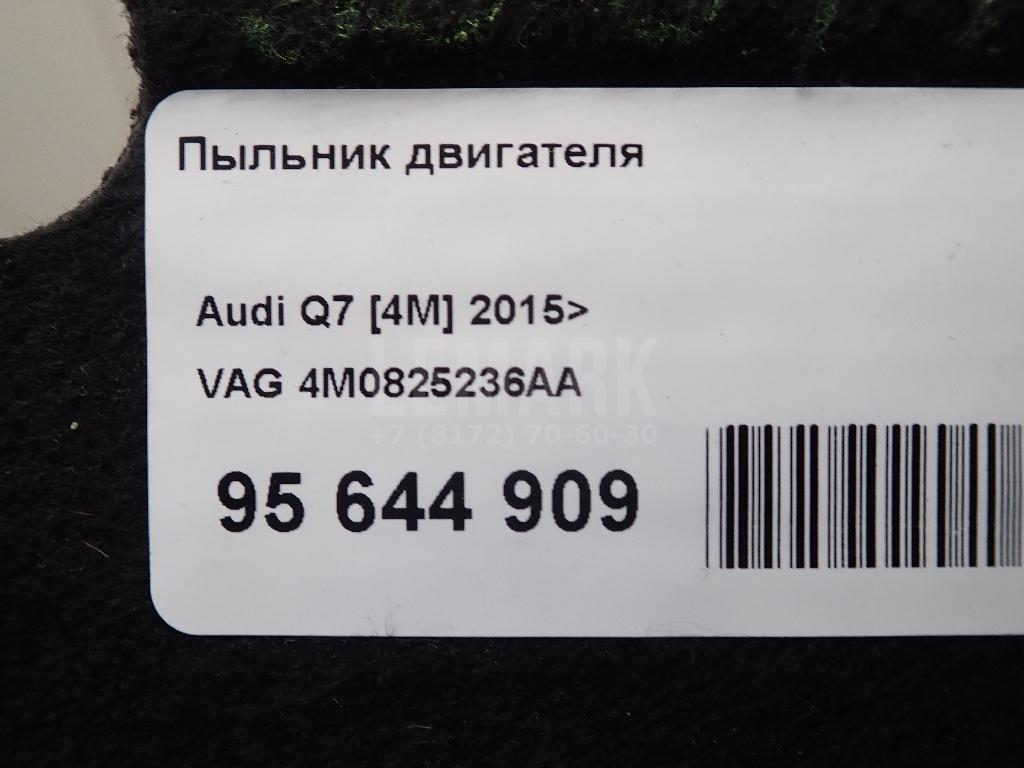 Пыльник двигателя
Audi Q7 [4M] 2015>
LEMARK
VAG 4M0825236AA
+7 (8172) 70-60-30
95 644 909